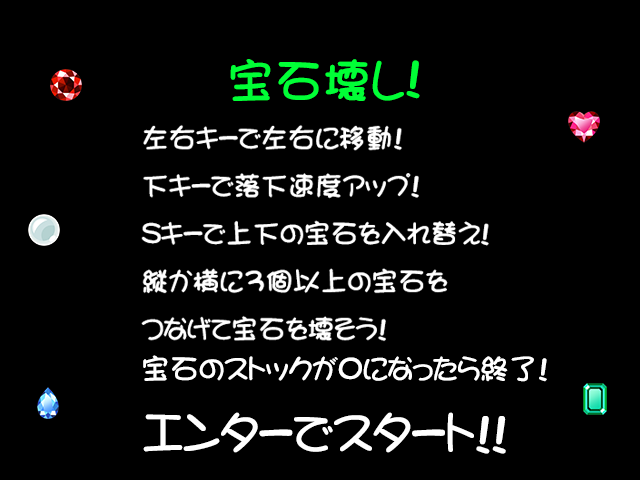 宝石壊し!
左右キーで左右に移動!
下キーで落下速度アップ!
Sキーで上下の宝石を入れ替え!
縦か横に3個以上の宝石を
つなげて宝石を壊そう!
宝石のストックが0になったら終了!
エンターでスタート!!